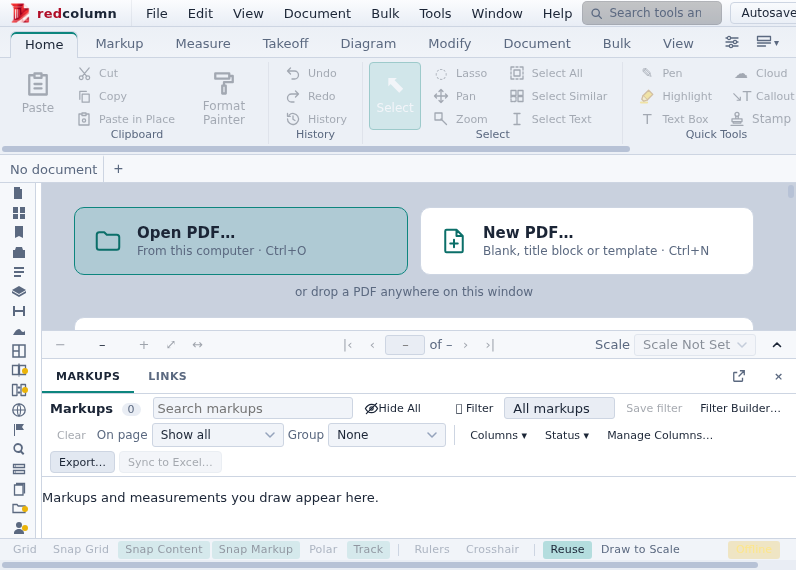 redcolumn File Edit View Document Bulk Tools Window Help Search tools an Autosave
Home Markup Measure Takeoff Diagram Modify Document Bulk View
Paste Cut Copy Paste in Place Format Painter Clipboard
Undo Redo History History
Select Lasso Pan Zoom Select All Select Similar Select Text Select
Pen Highlight Text Box Cloud Callout Stamp Quick Tools
No document +
Open PDF...
From this computer · Ctrl+O
New PDF...
Blank, title block or template · Ctrl+N
or drop a PDF anywhere on this window
– of – Scale Scale Not Set
MARKUPS LINKS
Markups 0 Search markups Hide All Filter All markups Save filter Filter Builder...
Clear On page Show all Group None Columns ▾ Status ▾ Manage Columns...
Export... Sync to Excel...
Markups and measurements you draw appear here.
Grid Snap Grid Snap Content Snap Markup Polar Track Rulers Crosshair Reuse Draw to Scale